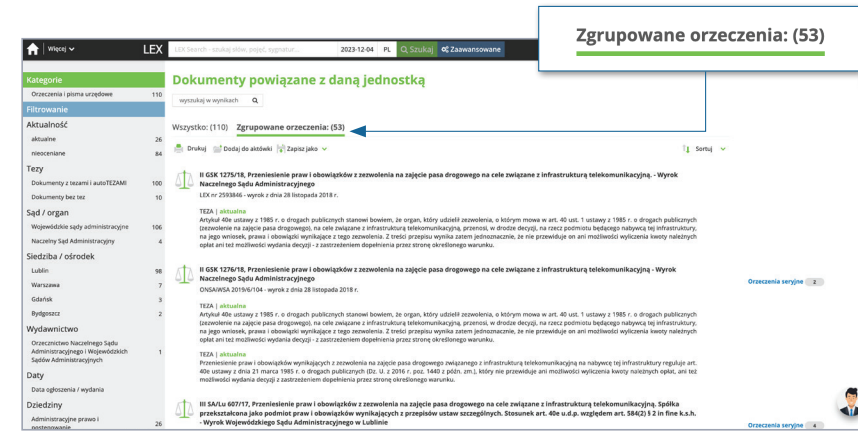 Zgrupowane orzeczenia: (53)
Więcej
LEX
LEX Search - szukaj słów, pojęć, sygnatur...
2023-12-04
PL
Szukaj
Zaawansowane
Kategorie
Orzeczenia i pisma urzędowe 110
Filtrowanie
Aktualność
aktualne 26
nieoceniane 84
Tezy
Dokumenty z tezami i autoTEZAMI 100
Dokumenty bez tez 10
Sąd / organ
Wojewódzkie sądy administracyjne 106
Naczelny Sąd Administracyjny 4
Siedziba / ośrodek
Lublin 98
Warszawa 7
Gdańsk 3
Bydgoszcz 2
Wydawnictwo
Orzecznictwo Naczelnego Sądu
Administracyjnego i Wojewódzkich 1
Sądów Administracyjnych
Daty
Data ogłoszenia / wydania
Dziedziny
Administracyjne prawo i
postępowanie 26
Dokumenty powiązane z daną jednostką
wyszukaj w wynikach
Wszystko: (110) Zgrupowane orzeczenia: (53)
Drukuj Dodaj do aktówki Zapisz jako
Sortuj
II GSK 1275/18, Przeniesienie praw i obowiązków z zezwolenia na zajęcie pasa drogowego na cele związane z infrastrukturą telekomunikacyjną. - Wyrok
Naczelnego Sądu Administracyjnego
LEX nr 2593846 - wyrok z dnia 28 listopada 2018 r.
TEZA | aktualna
Artykuł 40e ustawy z 1985 r. o drogach publicznych stanowi bowiem, że organ, który udzielił zezwolenia, o którym mowa w art. 40 ust. 1 ustawy z 1985 r. o drogach publicznych
(zezwolenie na zajęcie pasa drogowego), na cele związane z infrastrukturą telekomunikacyjną, przenosi, w drodze decyzji, na rzecz podmiotu będącego nabywcą tej infrastruktury,
na jego wniosek, prawa i obowiązki wynikające z tego zezwolenia. Z treści przepisu wynika zatem jednoznacznie, że nie przewiduje on ani możliwości wyliczenia kwoty należnych
opłat ani też możliwości wydania decyzji - z zastrzeżeniem dopełnienia przez stronę określonego warunku.
II GSK 1276/18, Przeniesienie praw i obowiązków z zezwolenia na zajęcie pasa drogowego na cele związane z infrastrukturą telekomunikacyjną - Wyrok
Naczelnego Sądu Administracyjnego
Orzeczenia seryjne 2
ONSAiWSA 2019/6/104 - wyrok z dnia 28 listopada 2018 r.
TEZA | aktualna
Artykuł 40e ustawy z 1985 r. o drogach publicznych stanowi bowiem, że organ, który udzielił zezwolenia, o którym mowa w art. 40 ust. 1 ustawy z 1985 r. o drogach publicznych
(zezwolenie na zajęcie pasa drogowego), na cele związane z infrastrukturą telekomunikacyjną, przenosi, w drodze decyzji, na rzecz podmiotu będącego nabywcą tej infrastruktury,
na jego wniosek, prawa i obowiązki wynikające z tego zezwolenia. Z treści przepisu wynika zatem jednoznacznie, że nie przewiduje on ani możliwości wyliczenia kwoty należnych
opłat ani też możliwości wydania decyzji - z zastrzeżeniem dopełnienia przez stronę określonego warunku.
TEZA | aktualna
Przeniesienie praw i obowiązków wynikających z zezwolenia na zajęcie pasa drogowego związanego z infrastrukturą telekomunikacyjną na nabywcę tej infrastruktury reguluje art.
40e ustawy z dnia 21 marca 1985 r. o drogach publicznych (Dz. U. z 2016 r. poz. 1440 z późn. zm.), który nie przewiduje ani możliwości wyliczenia kwoty należnych opłat, ani też
możliwości wydania decyzji z zastrzeżeniem dopełnienia przez stronę określonego warunku.
III SA/Lu 607/17, Przeniesienie praw i obowiązków z zezwolenia na zajęcie pasa drogowego na cele związane z infrastrukturą telekomunikacyjną. Spółka
przekształcona jako podmiot praw i obowiązków wynikających z przepisów ustaw szczególnych. Stosunek art. 40e u.d.p. względem art. 584(2) § 2 in fine k.s.h.
- Wyrok Wojewódzkiego Sądu Administracyjnego w Lublinie
Orzeczenia seryjne 4